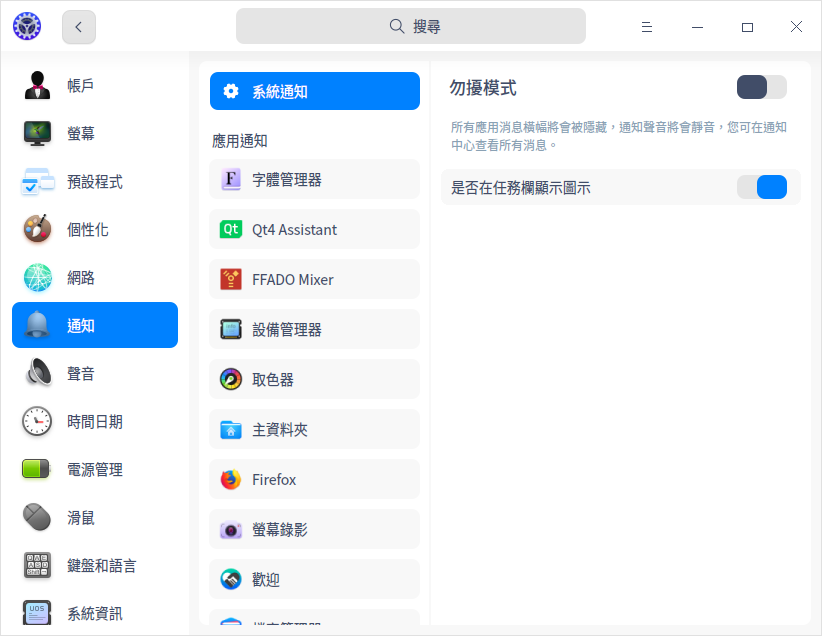 搜尋
帳戶
螢幕
預設程式
個性化
網路
通知
聲音
時間日期
電源管理
滑鼠
鍵盤和語言
UOS
系統資訊
系統通知
應用通知
F 字體管理器
Qt Qt4 Assistant
FFADO Mixer
設備管理器
取色器
主資料夾
Firefox
螢幕錄影
歡迎
勿擾模式
所有應用消息橫幅將會被隱藏，通知聲音將會靜音，您可在通知
中心查看所有消息。
是否在任務欄顯示圖示